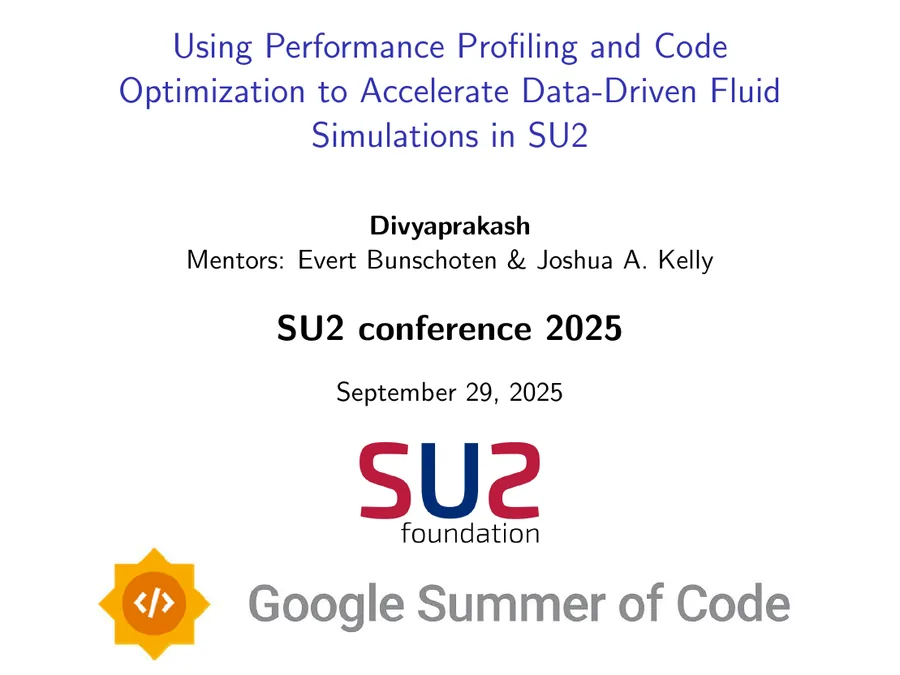 Using Performance Profiling and Code
Optimization to Accelerate Data-Driven Fluid
Simulations in SU2
Divyaprakash
Mentors: Evert Bunschoten & Joshua A. Kelly
SU2 conference 2025
September 29, 2025
SU2
foundation
</>
Google Summer of Code